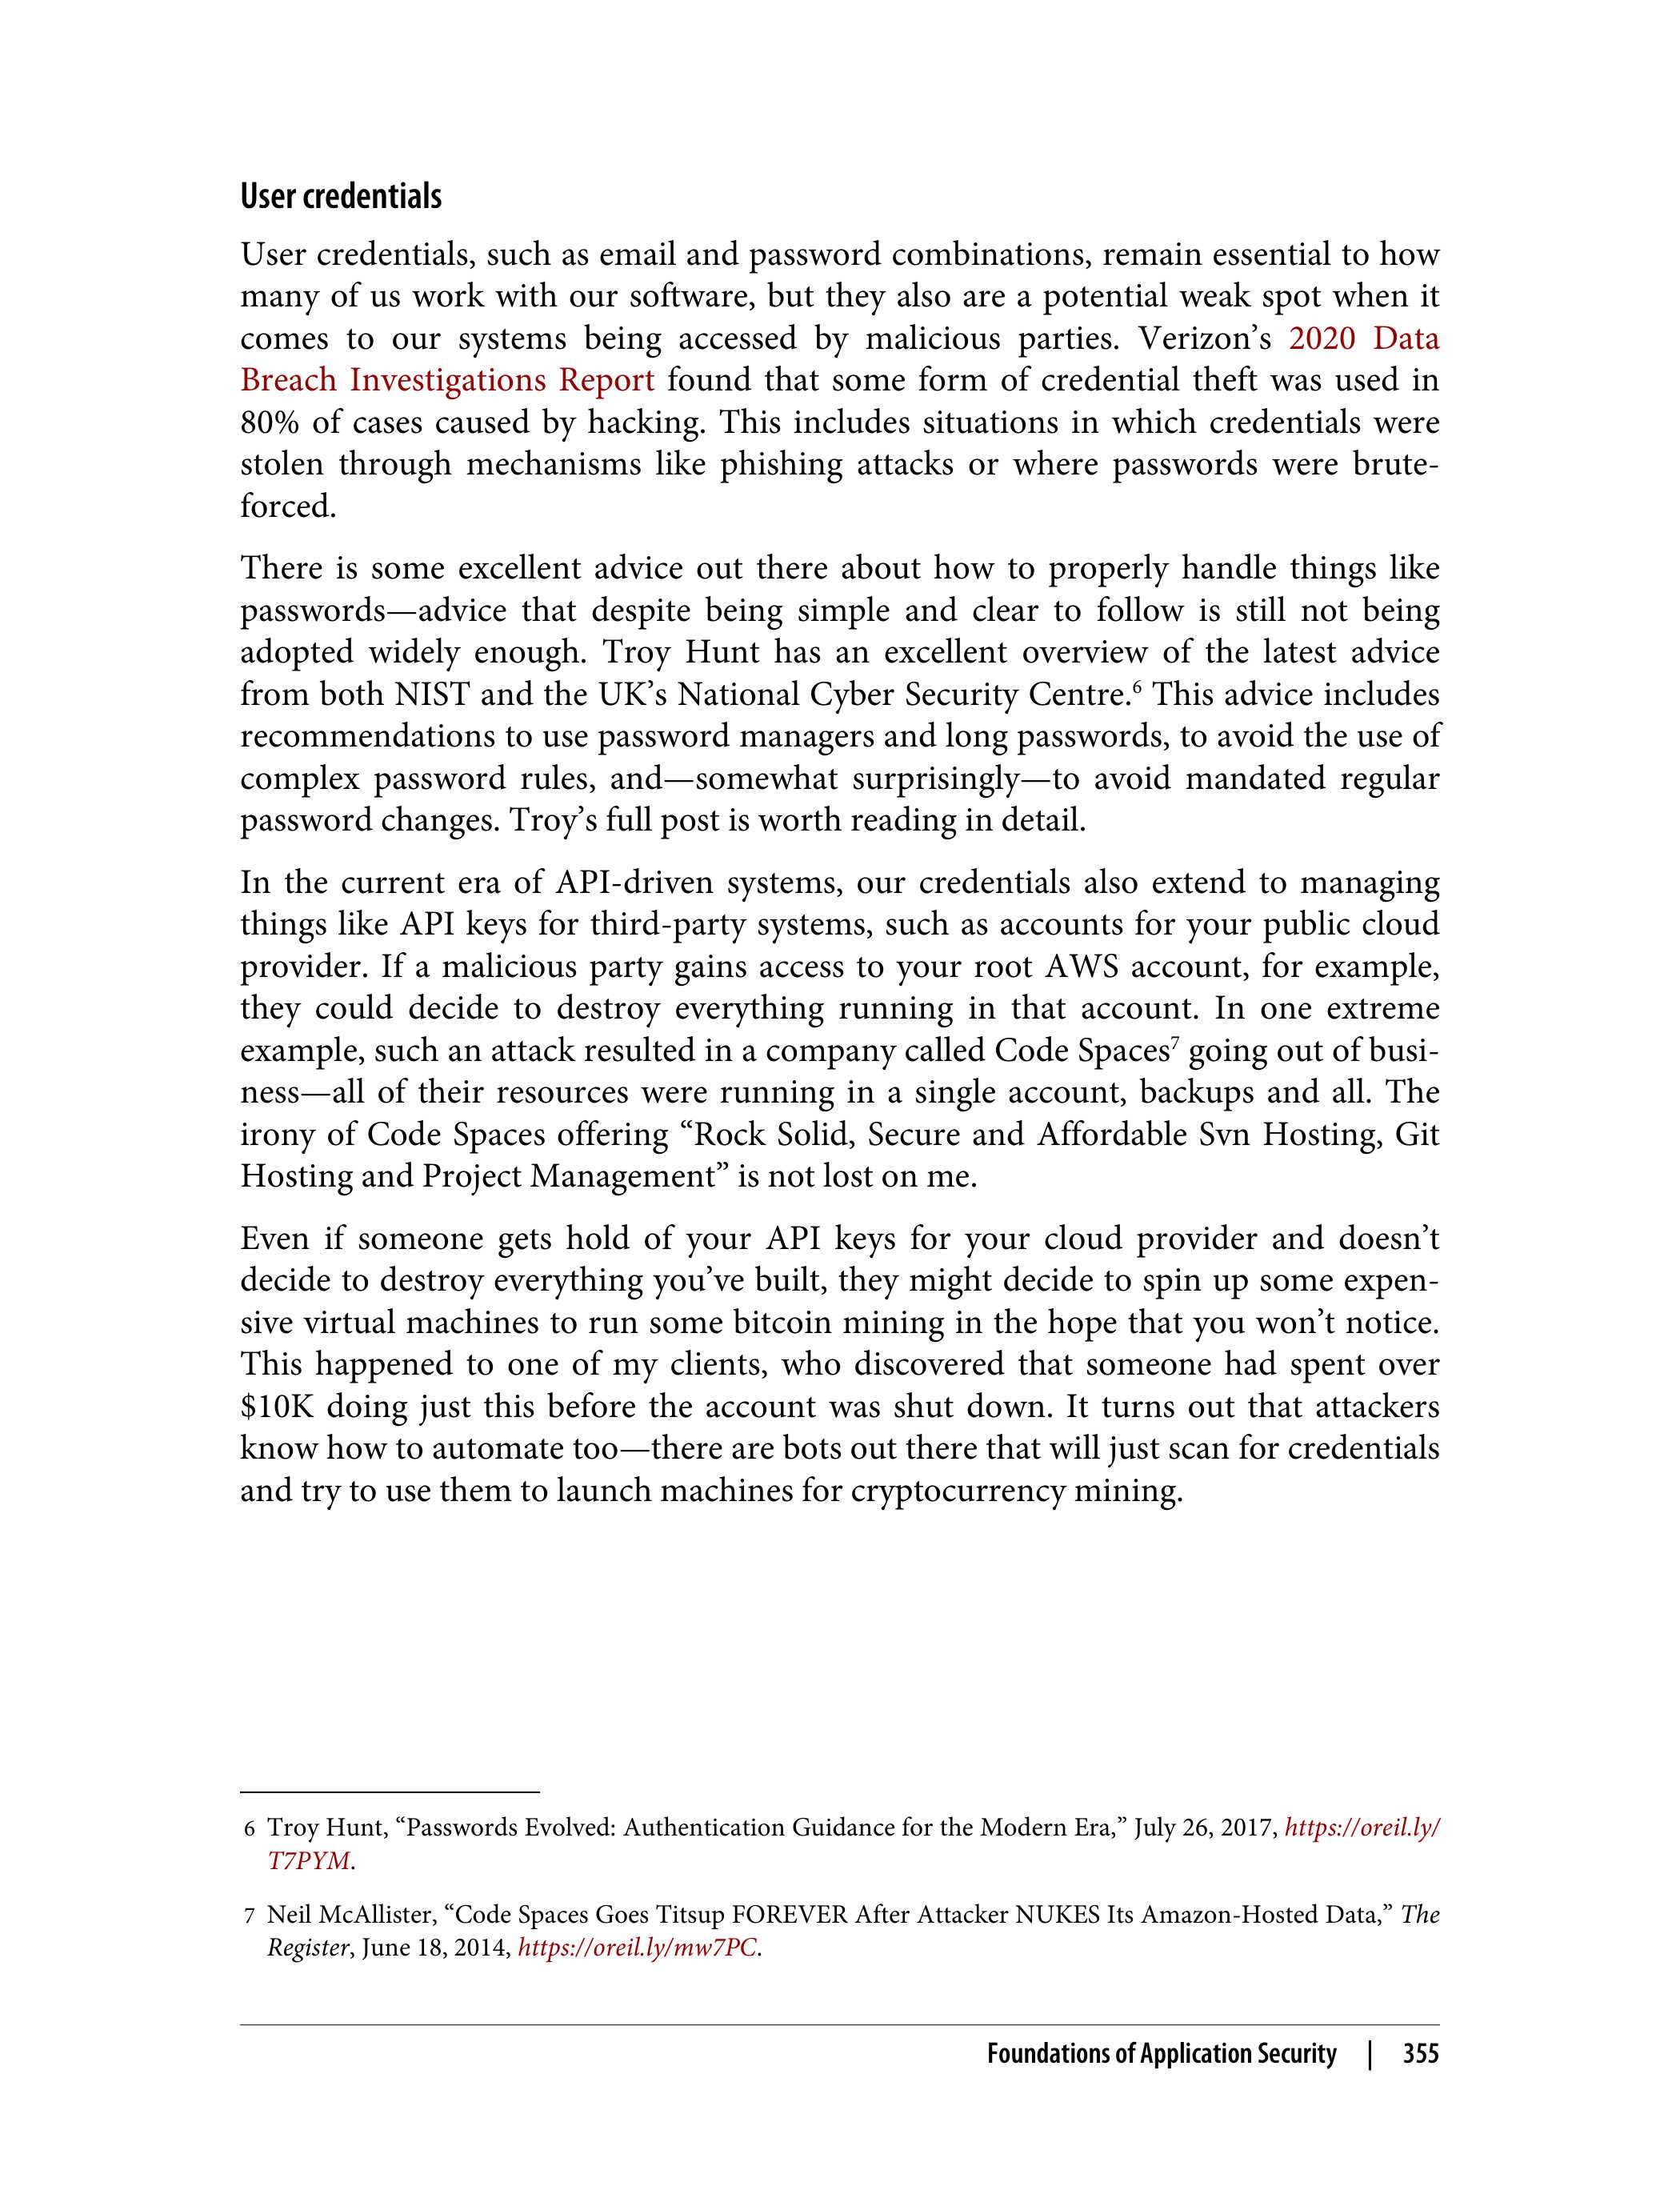 User credentials
User credentials, such as email and password combinations, remain essential to how
many of us work with our software, but they also are a potential weak spot when it
comes to our systems being accessed by malicious parties. Verizon’s 2020 Data
Breach Investigations Report found that some form of credential theft was used in
80% of cases caused by hacking. This includes situations in which credentials were
stolen through mechanisms like phishing attacks or where passwords were brute-
forced.
There is some excellent advice out there about how to properly handle things like
passwords—advice that despite being simple and clear to follow is still not being
adopted widely enough. Troy Hunt has an excellent overview of the latest advice
from both NIST and the UK’s National Cyber Security Centre.6 This advice includes
recommendations to use password managers and long passwords, to avoid the use of
complex password rules, and—somewhat surprisingly—to avoid mandated regular
password changes. Troy’s full post is worth reading in detail.
In the current era of API-driven systems, our credentials also extend to managing
things like API keys for third-party systems, such as accounts for your public cloud
provider. If a malicious party gains access to your root AWS account, for example,
they could decide to destroy everything running in that account. In one extreme
example, such an attack resulted in a company called Code Spaces7 going out of busi-
ness—all of their resources were running in a single account, backups and all. The
irony of Code Spaces offering “Rock Solid, Secure and Affordable Svn Hosting, Git
Hosting and Project Management” is not lost on me.
Even if someone gets hold of your API keys for your cloud provider and doesn’t
decide to destroy everything you’ve built, they might decide to spin up some expen-
sive virtual machines to run some bitcoin mining in the hope that you won’t notice.
This happened to one of my clients, who discovered that someone had spent over
$10K doing just this before the account was shut down. It turns out that attackers
know how to automate too—there are bots out there that will just scan for credentials
and try to use them to launch machines for cryptocurrency mining.
6 Troy Hunt, “Passwords Evolved: Authentication Guidance for the Modern Era,” July 26, 2017, https://oreil.ly/
T7PYM.
7 Neil McAllister, “Code Spaces Goes Titsup FOREVER After Attacker NUKES Its Amazon-Hosted Data,” The
Register, June 18, 2014, https://oreil.ly/mw7PC.
Foundations of Application Security | 355